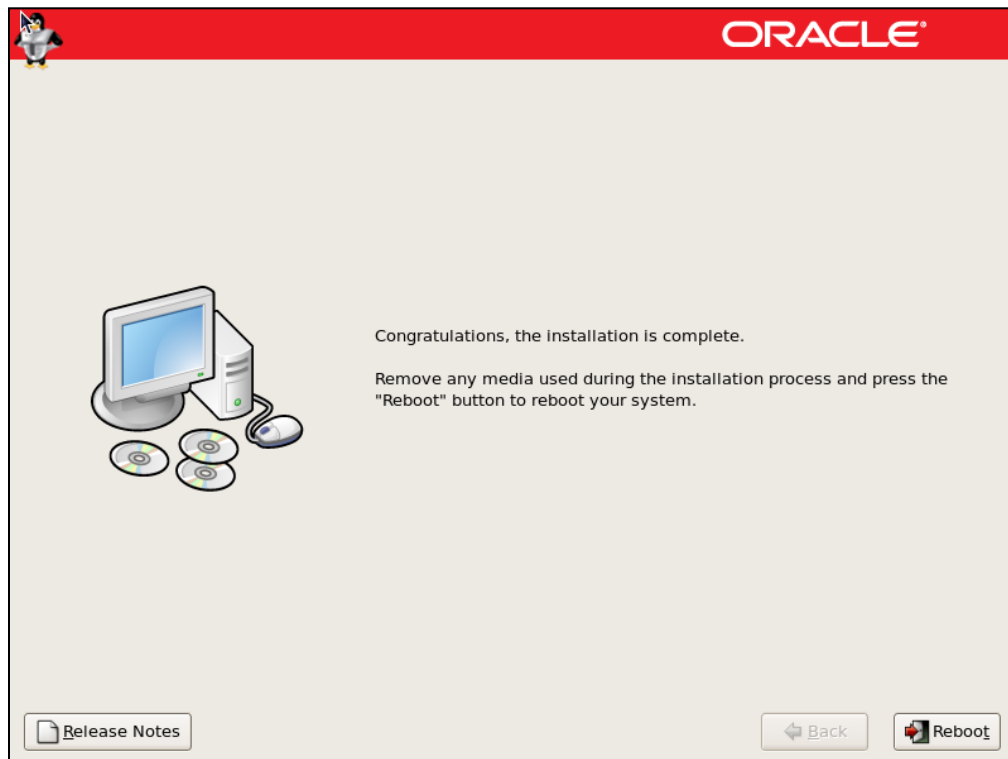 ORACLE®
Congratulations, the installation is complete.
Remove any media used during the installation process and press the
"Reboot" button to reboot your system.
Release Notes
Back
Reboot